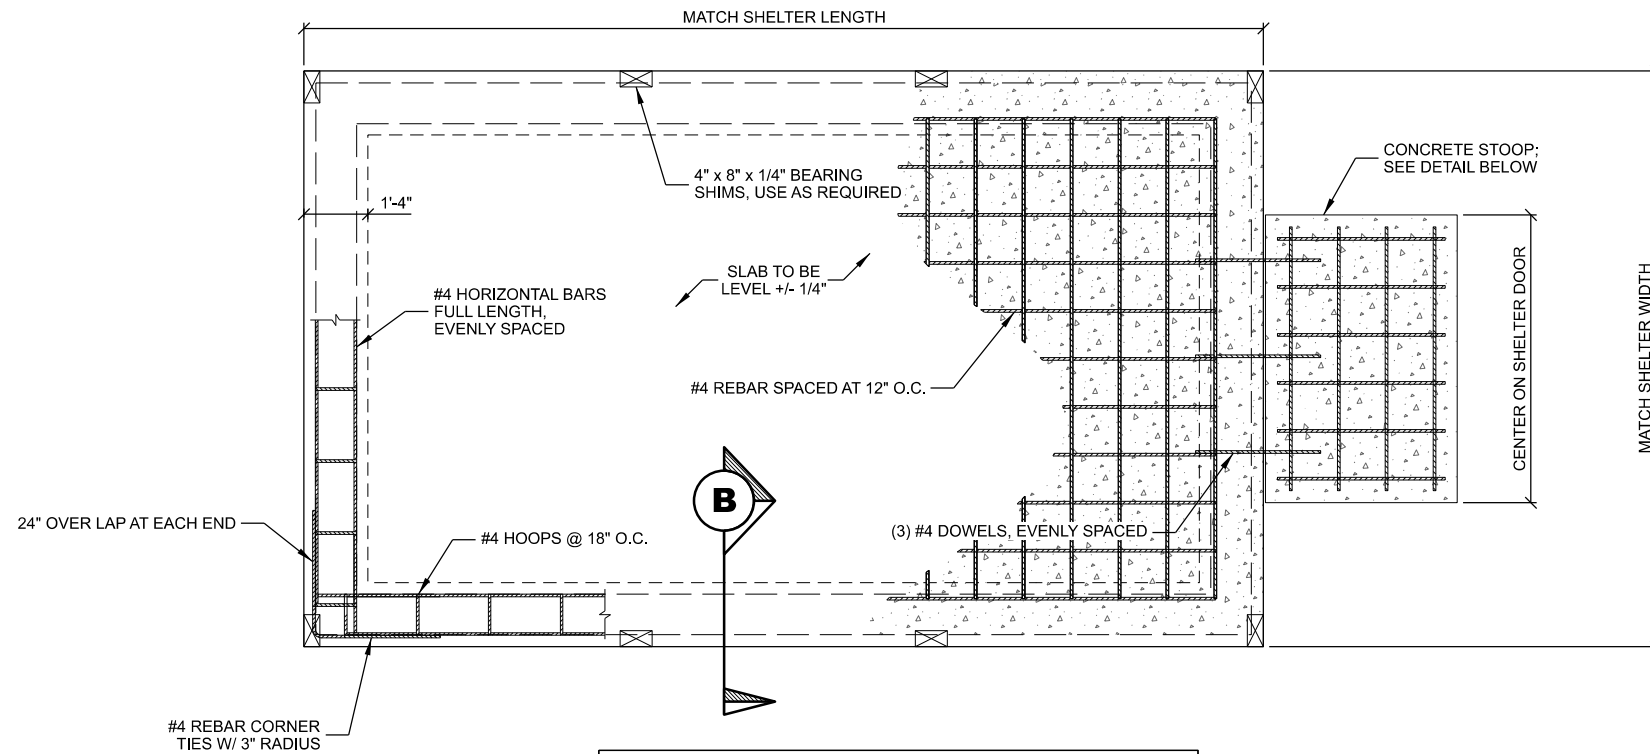 MATCH SHELTER LENGTH
CONCRETE STOOP;
SEE DETAIL BELOW
4" x 8" x 1/4" BEARING
SHIMS, USE AS REQUIRED
1'-4"
SLAB TO BE
LEVEL +/- 1/4"
#4 HORIZONTAL BARS
FULL LENGTH,
EVENLY SPACED
CENTER ON SHELTER DOOR
MATCH SHELTER WIDTH
#4 REBAR SPACED AT 12" O.C.
B
24" OVER LAP AT EACH END
#4 HOOPS @ 18" O.C.
(3) #4 DOWELS, EVENLY SPACED
#4 REBAR CORNER
TIES W/ 3" RADIUS